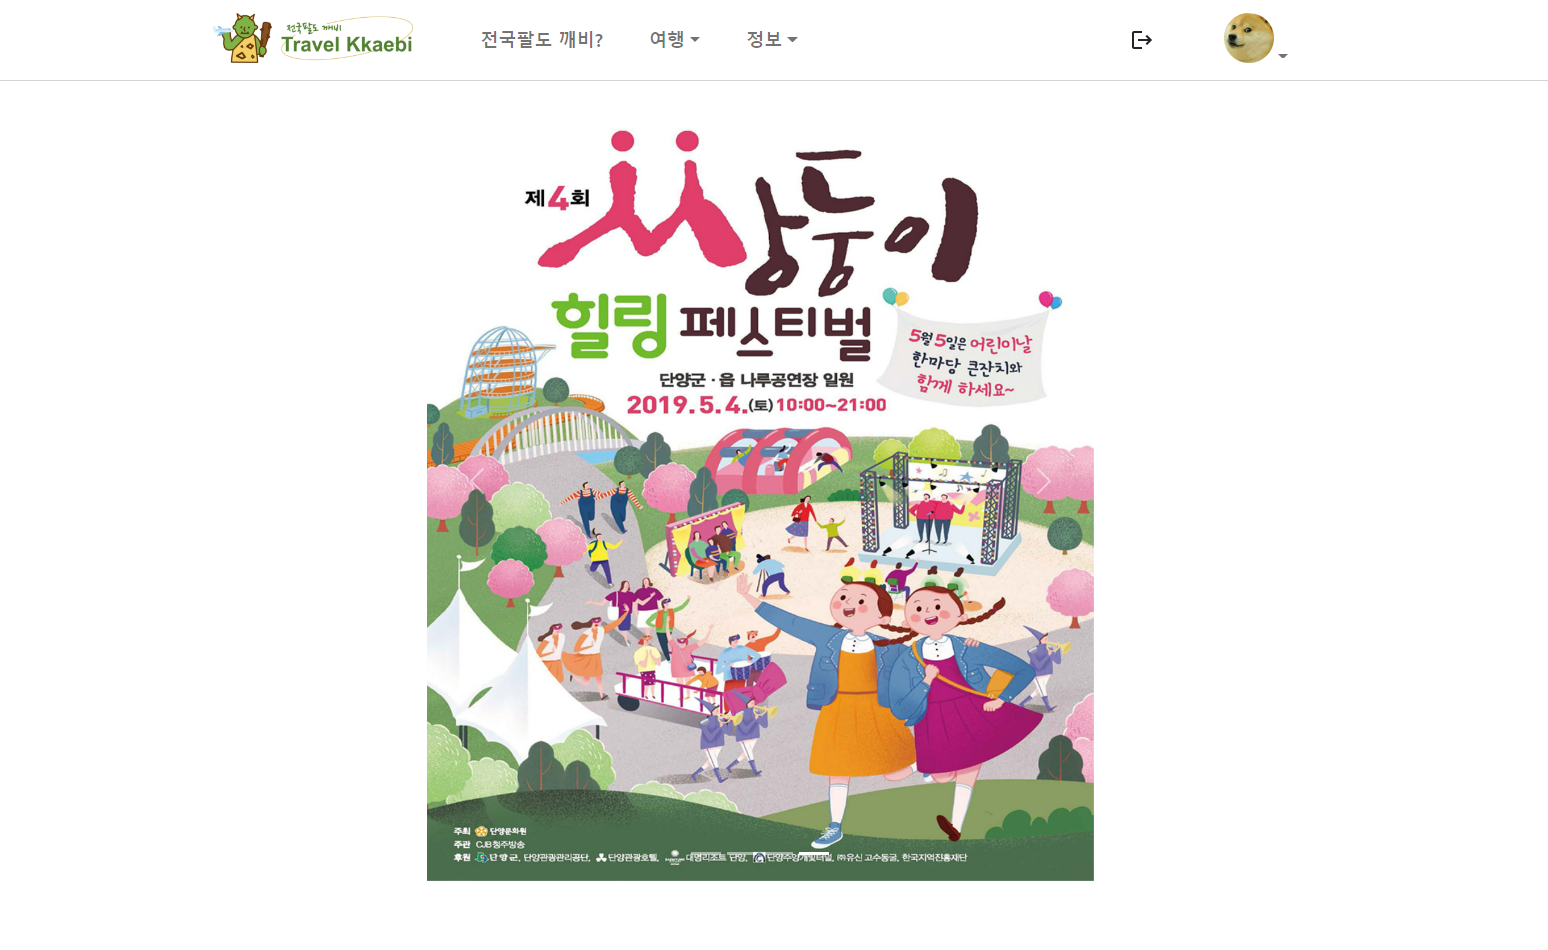 전국팔도 깨비
Travel Kkaebi
전국팔도 깨비?
여행
정보
제4회
쌍둥이
힐링 페스티벌
5월 5일은 어린이날
한마당 큰잔치와
함께 하세요~
단양군·읍 나루공연장 일원
2019.5.4.(토) 10:00~21:00
주최 단양문화원
주관 CJB청주방송
후원 단양군, 단양관광관리공단, 단양관광호텔, 대명리조트 단양, ㈜유신 고수동굴, 한국지역진흥재단